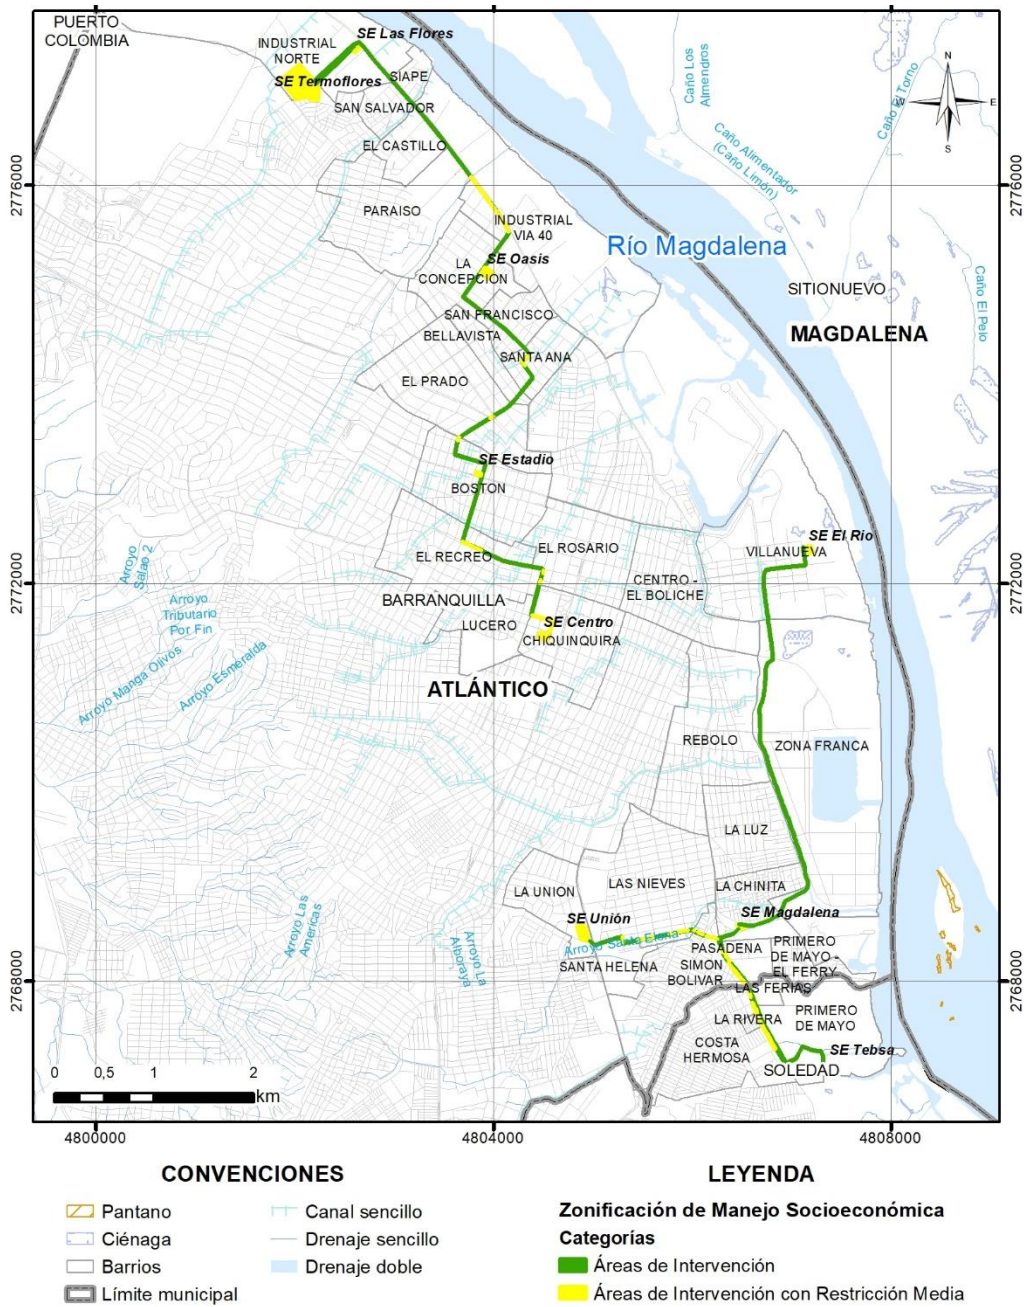 PUERTO
COLOMBIA
INDUSTRIAL
NORTE
SE Las Flores
SE Termoflores
SIAPE
SAN SALVADOR
EL CASTILLO
PARAISO
INDUSTRIAL
VIA 40
SE Oasis
LA
CONCEPCION
SAN FRANCISCO
BELLAVISTA
SANTA ANA
EL PRADO
SE Estadio
BOSTON
EL RECREO
EL ROSARIO
BARRANQUILLA
LUCERO
SE Centro
CHIQUINQUIRA
CENTRO -
EL BOLICHE
SE El Rio
VILLANUEVA
ATLÁNTICO
REBOLO
ZONA FRANCA
LA LUZ
LA UNION
LAS NIEVES
LA CHINITA
SE Unión
SE Magdalena
Arroyo Santa Elena
PASADENA
SANTA HELENA
SIMON
BOLIVAR
PRIMERO
DE MAYO -
EL FERRY
LAS FERIAS
LA RIVERA
PRIMERO
DE MAYO
COSTA
HERMOSA
SE Tebsa
SOLEDAD
Caño Los
Almendros
Caño El Torno
Caño Alimentador
(Caño Limón)
Río Magdalena
SITIONUEVO
MAGDALENA
Caño El Pelo
Arroyo
Salao 2
Arroyo
Tributario
Por Fin
Arroyo Manga Olivos
Arroyo Esmeralda
Arroyo Las
Americas
Arroyo La
Alboraya
N
W
E
S
2776000
2776000
2772000
2772000
2768000
2768000
0 0,5 1 2
km
4800000
4804000
4808000
CONVENCIONES
Pantano
Ciénaga
Barrios
Límite municipal
Canal sencillo
Drenaje sencillo
Drenaje doble
LEYENDA
Zonificación de Manejo Socioeconómica
Categorías
Áreas de Intervención
Áreas de Intervención con Restricción Media